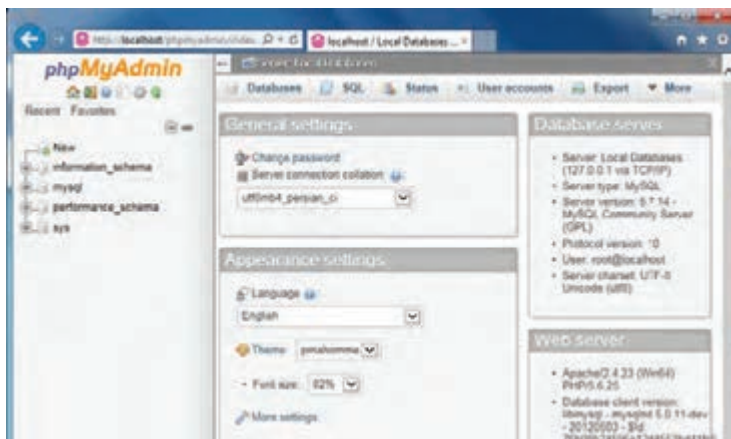 localhost / Local Databases ...
phpMyAdmin
Recent Favorites
New
information_schema
mysql
performance_schema
sys
Databases SQL Status User accounts Export More
General settings
Change password
Server connection collation
utf8mb4_persian_ci
Appearance settings
Language
English
Theme: pmahomme
Font size: 82%
More settings
Database server
Server: Local Databases
(127.0.0.1 via TCP/IP)
Server type: MySQL
Server version: 5.7.14 -
MySQL Community Server
(GPL)
Protocol version: 10
User: root@localhost
Server charset: UTF-8
Unicode (utf8)
Web server
Apache/2.4.23 (Win64)
PHP/5.6.25
Database client version:
libmysql - mysqlnd 5.0.11-dev
- 20120503 - $Id: